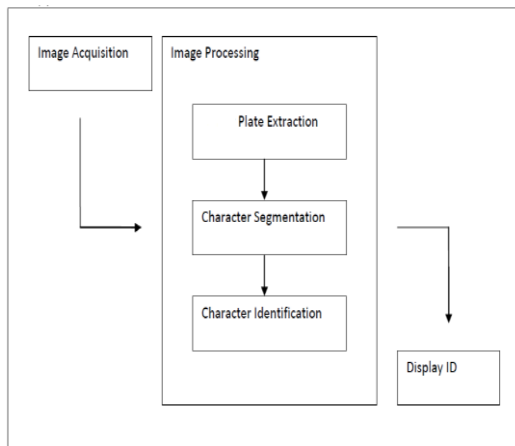 Image Acquisition
Image Processing
Plate Extraction
Character Segmentation
Character Identification
Display ID